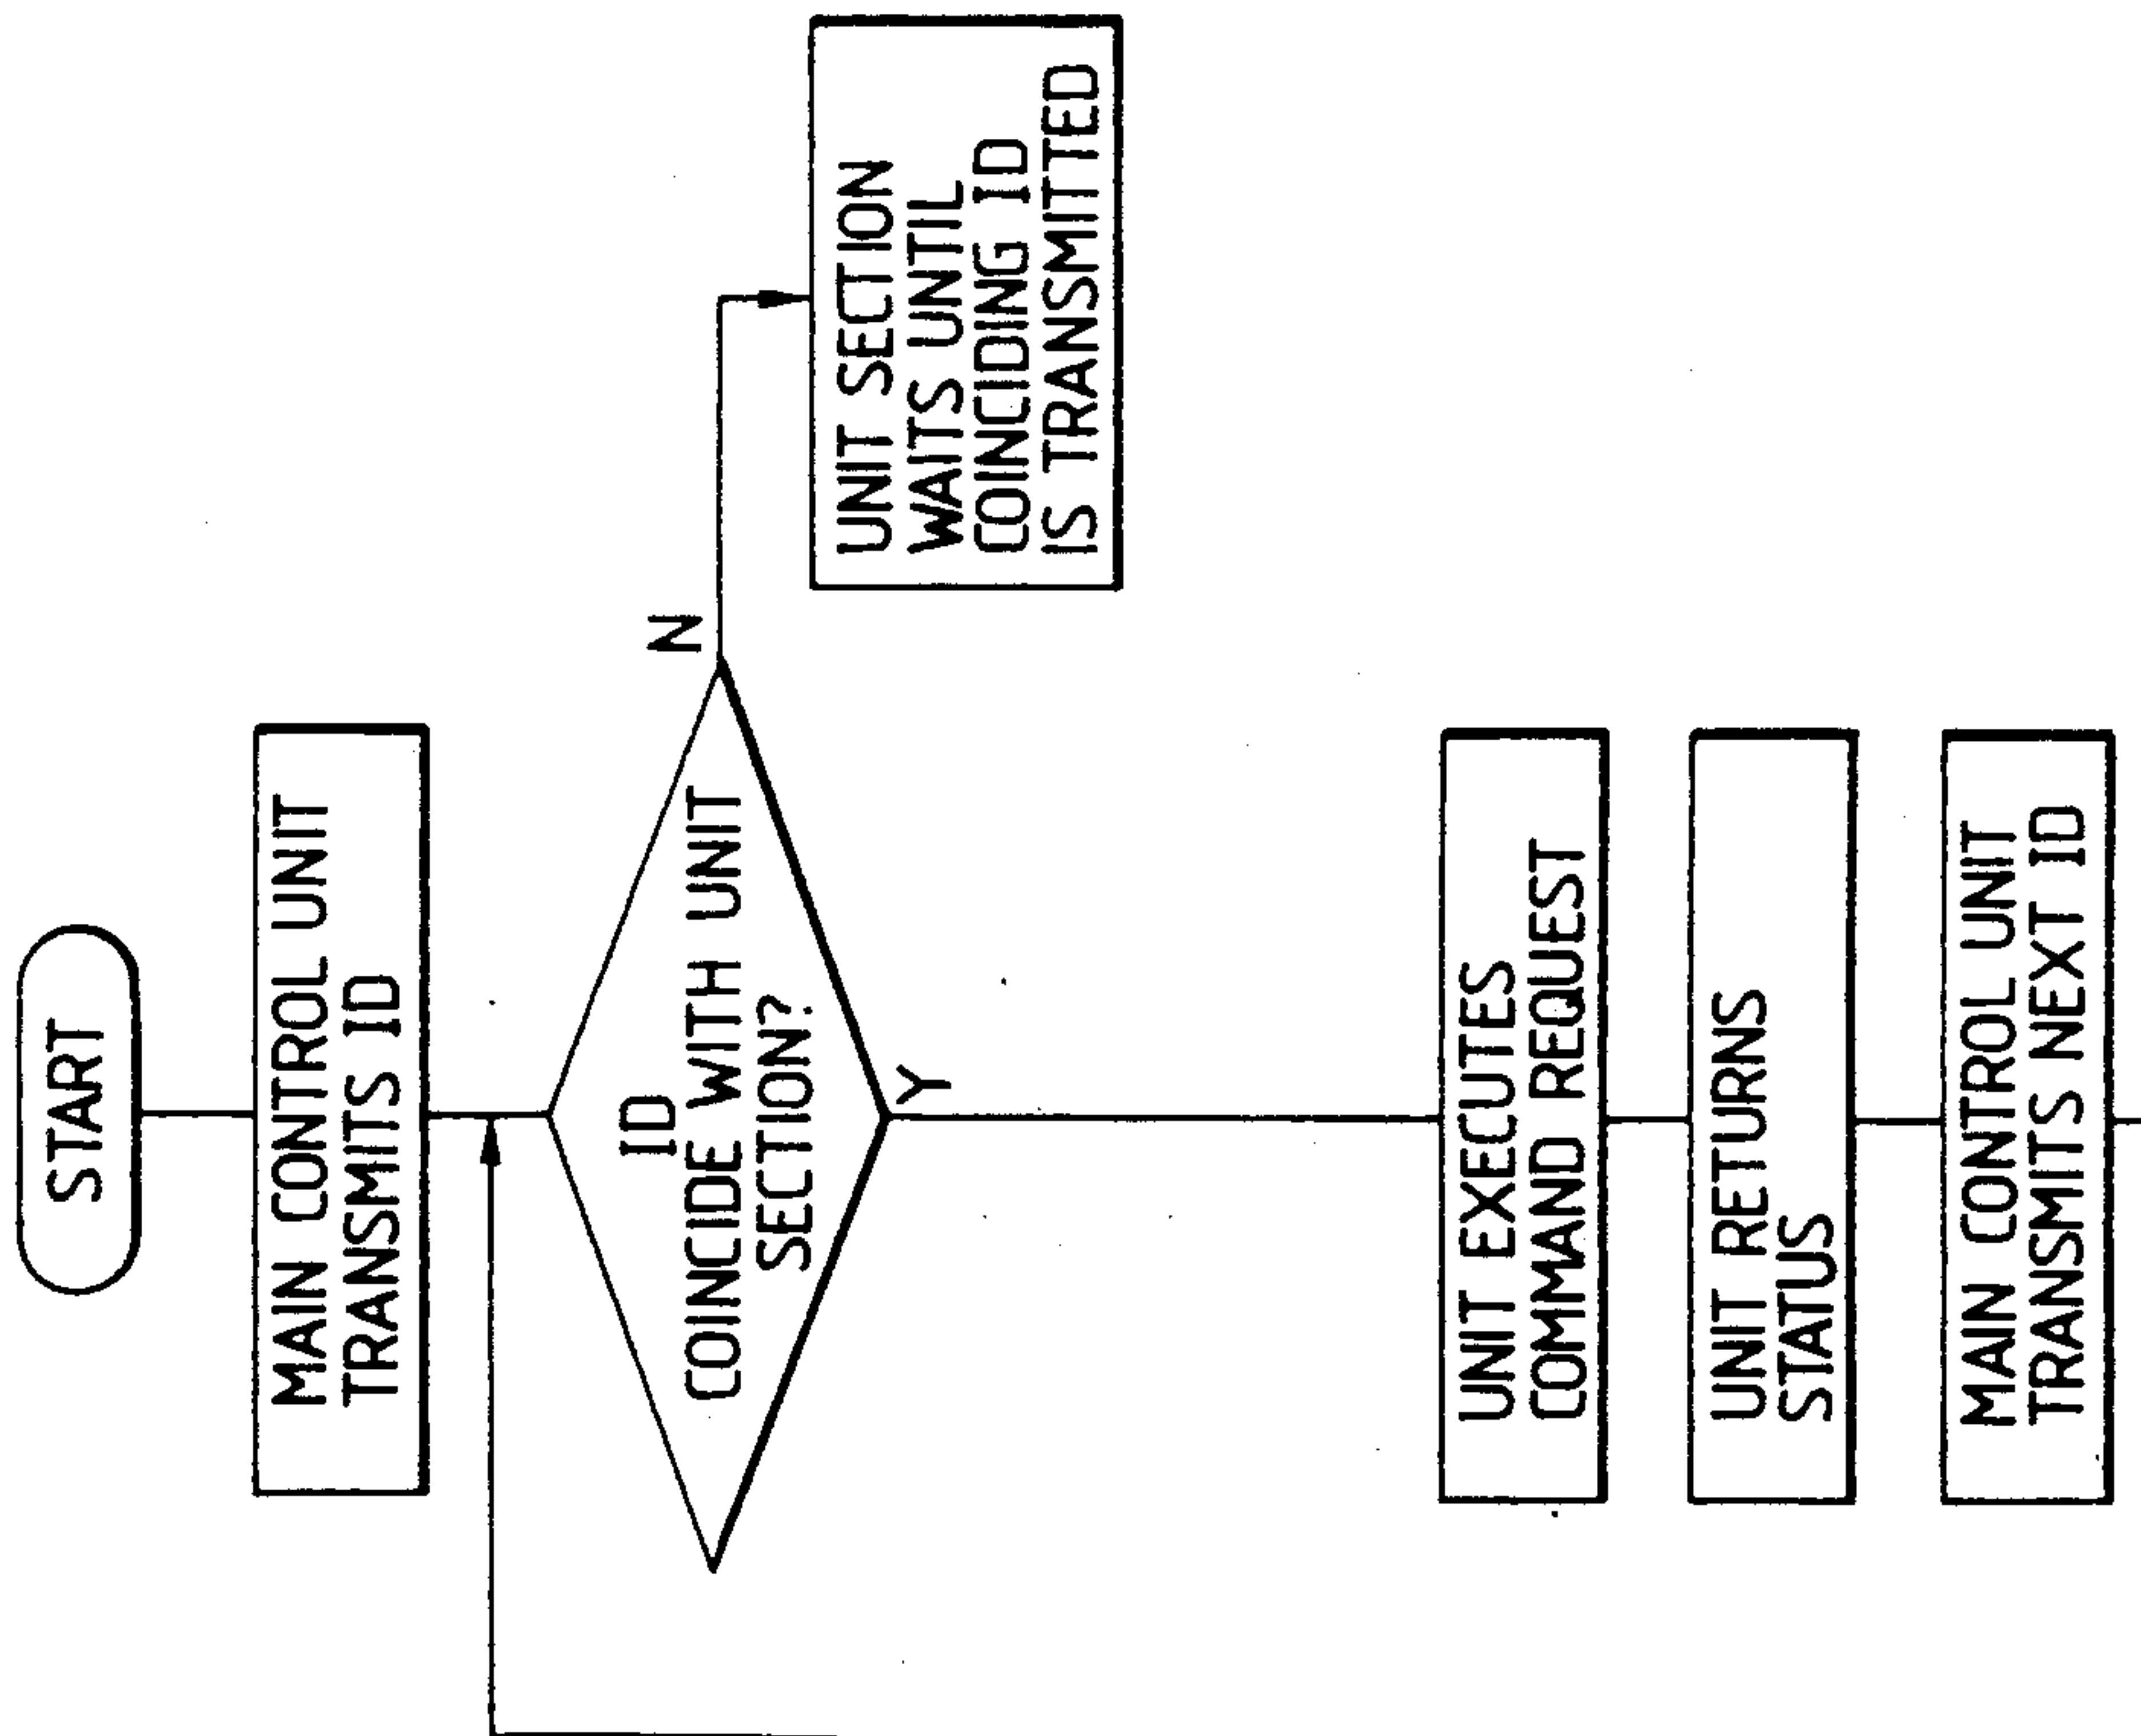 START
MAIN CONTROL UNIT
TRANSMITS ID
ID
COINCIDE WITH UNIT
SECTION?
N
UNIT SECTION
WAITS UNTIL
COINCIDING ID
IS TRANSMITTED
Y
UNIT EXECUTES
COMMAND REQUEST
UNIT RETURNS
STATUS
MAIN CONTROL UNIT
TRANSMITS NEXT ID